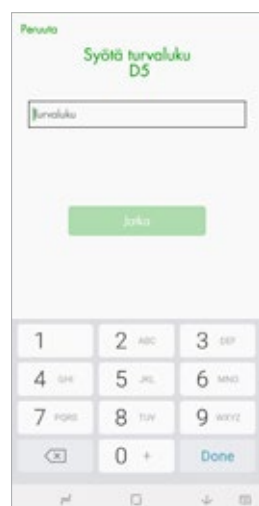 Peruuta
Syötä turvaluku
D5
Turvaluku
Jatka
1
2 ABC
3 DEF
4 GHI
5 JKL
6 MNO
7 PQRS
8 TUV
9 WXYZ
0 +
Done